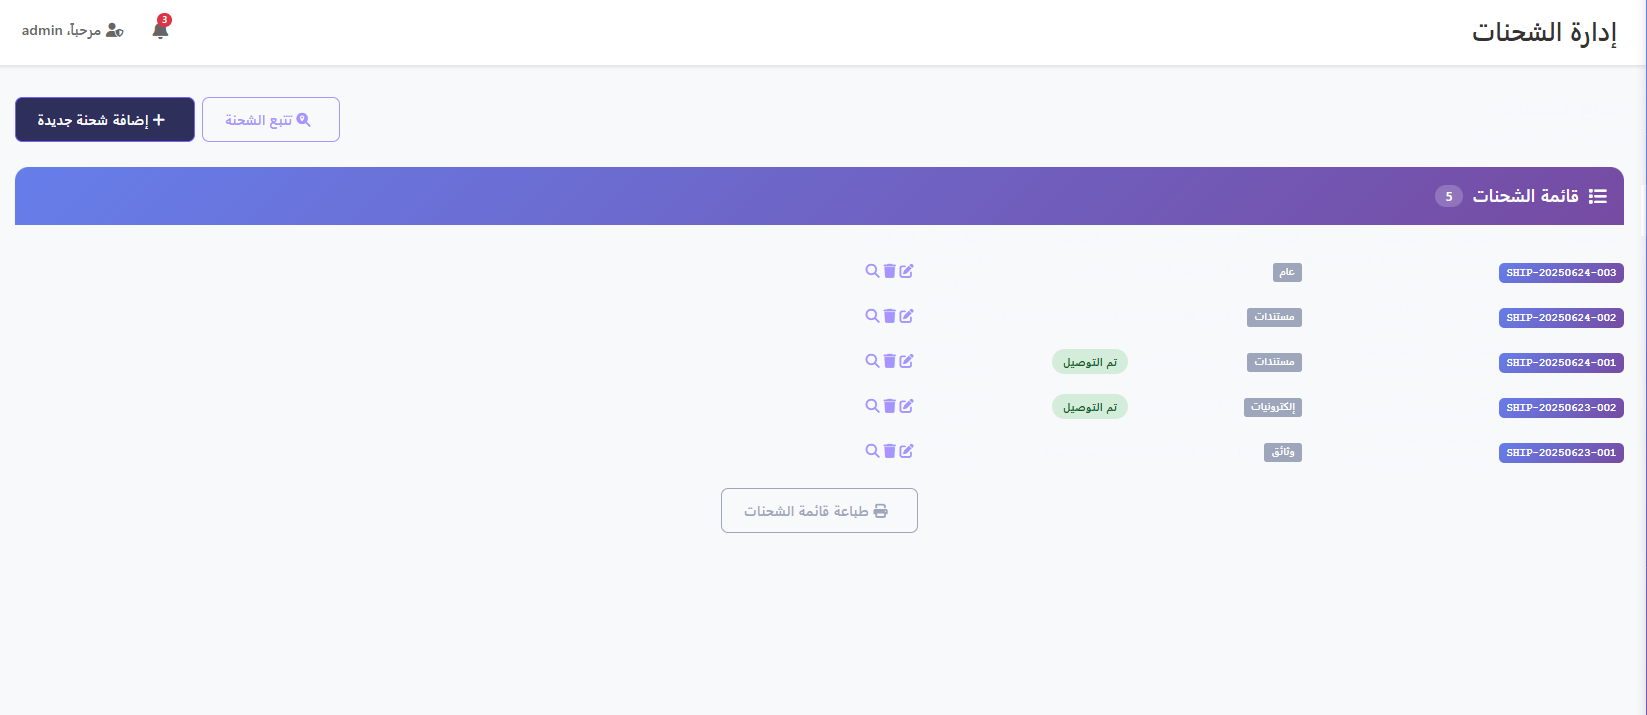 إدارة الشحنات
3
مرحباً، admin
تتبع الشحنة
إضافة شحنة جديدة
قائمة الشحنات 5
SHIP-20250624-003 عام
SHIP-20250624-002 مستندات
SHIP-20250624-001 مستندات تم التوصيل
SHIP-20250623-002 إلكترونيات تم التوصيل
SHIP-20250623-001 وثائق
طباعة قائمة الشحنات